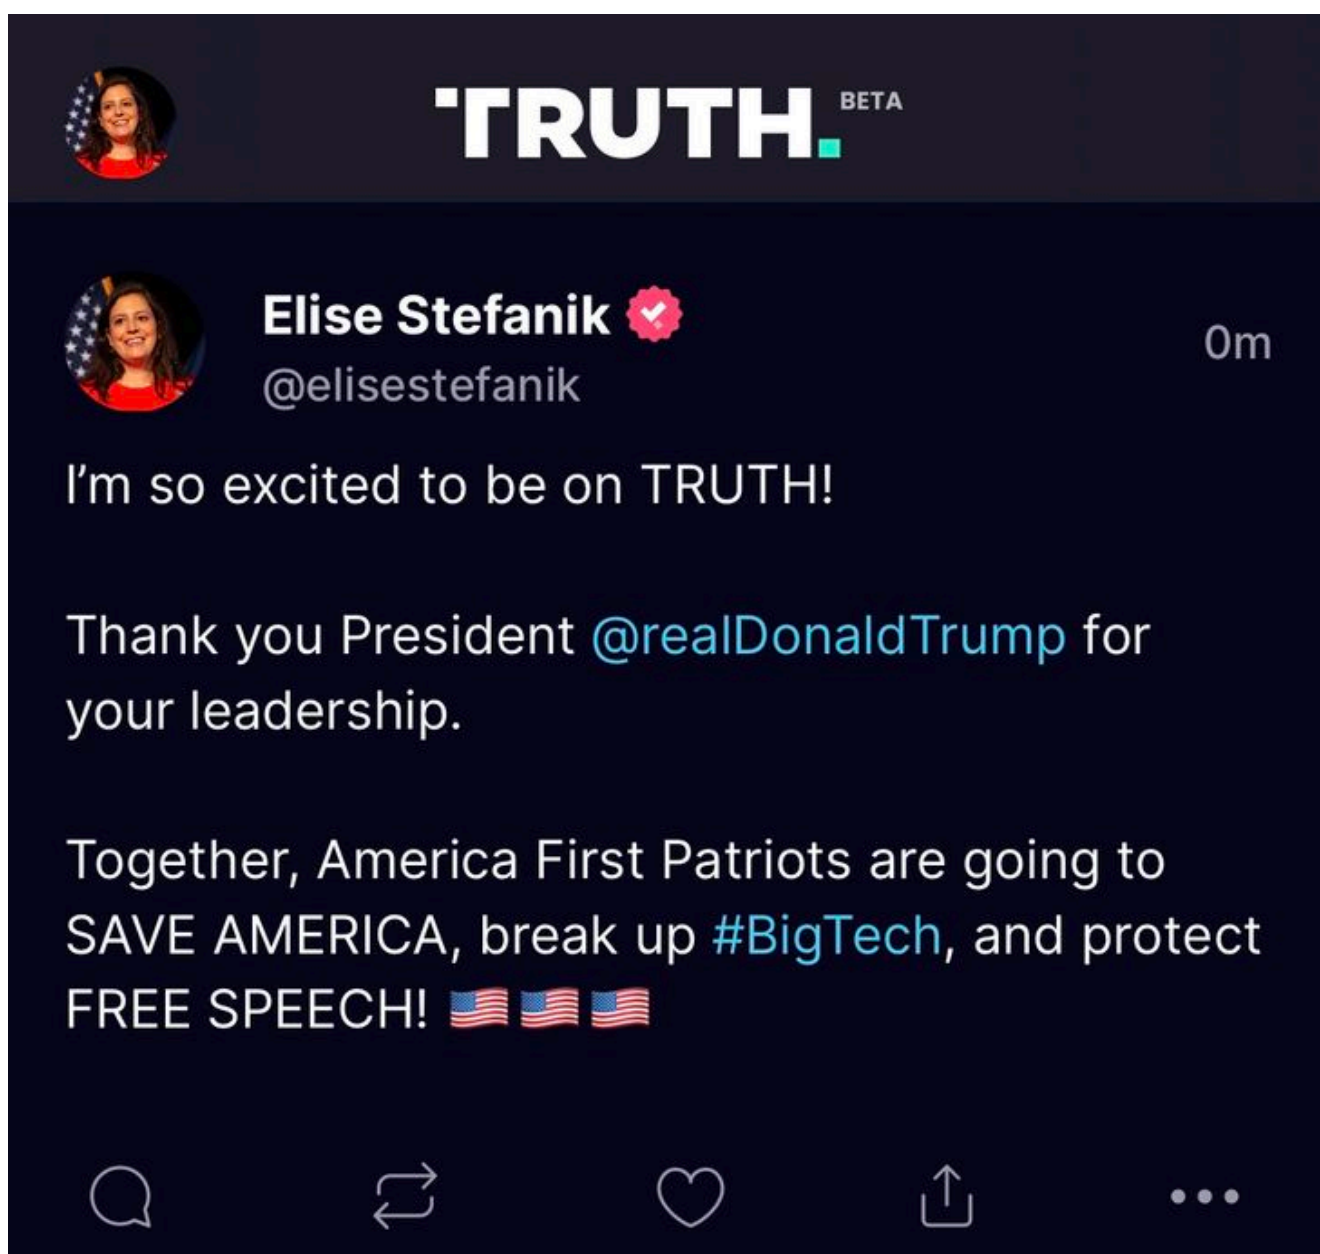 TRUTH. BETA
Elise Stefanik
0m
@elisestefanik
I’m so excited to be on TRUTH!
Thank you President @realDonaldTrump for
your leadership.
Together, America First Patriots are going to
SAVE AMERICA, break up #BigTech, and protect
FREE SPEECH! 🇺🇸🇺🇸🇺🇸